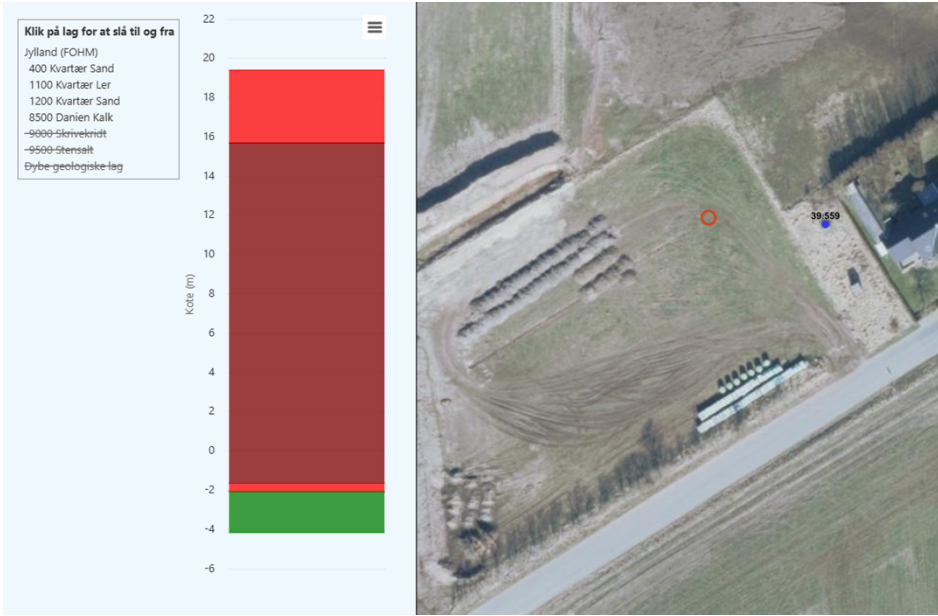 Klik på lag for at slå til og fra
Jylland (FOHM)
400 Kvartær Sand
1100 Kvartær Ler
1200 Kvartær Sand
8500 Danien Kalk
9000 Skrivekridt
9500 Stensalt
Dybe geologiske lag
Kote (m)
22
20
18
16
14
12
10
8
6
4
2
0
-2
-4
-6
39.559